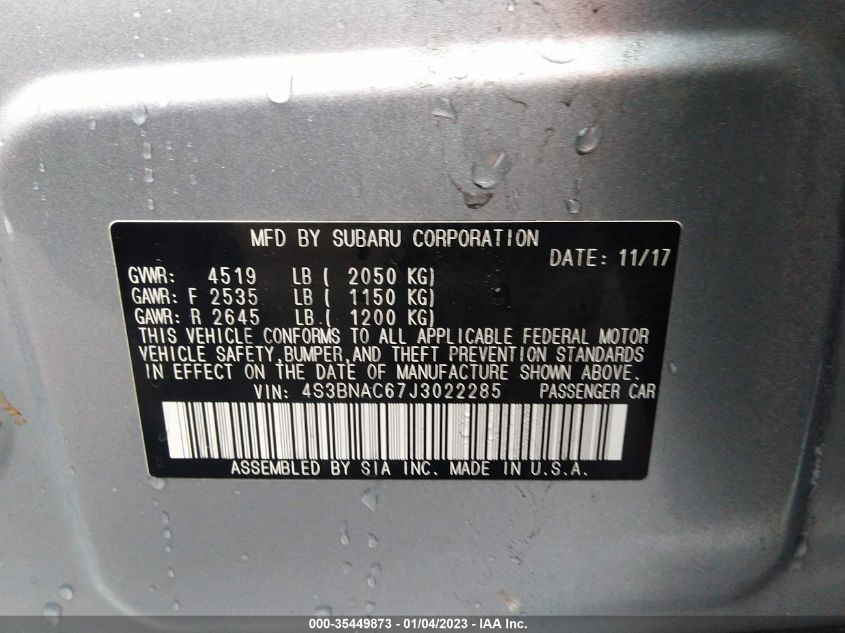 MFD BY SUBARU CORPORATION
DATE: 11/17
GVWR: 4519 LB ( 2050 KG)
GAWR: F 2535 LB ( 1150 KG)
GAWR: R 2645 LB.( 1200 KG)
THIS VEHICLE CONFORMS TO ALL APPLICABLE FEDERAL MOTOR
VEHICLE SAFETY,BUMPER,AND THEFT PREVENTION STANDARDS
IN EFFECT ON THE DATE OF MANUFACTURE SHOWN ABOVE.
VIN: 4S3BNAC67J3022285 PASSENGER CAR
ASSEMBLED BY SIA INC. MADE IN U.S.A.
000-35449873 - 01/04/2023 - IAA Inc.